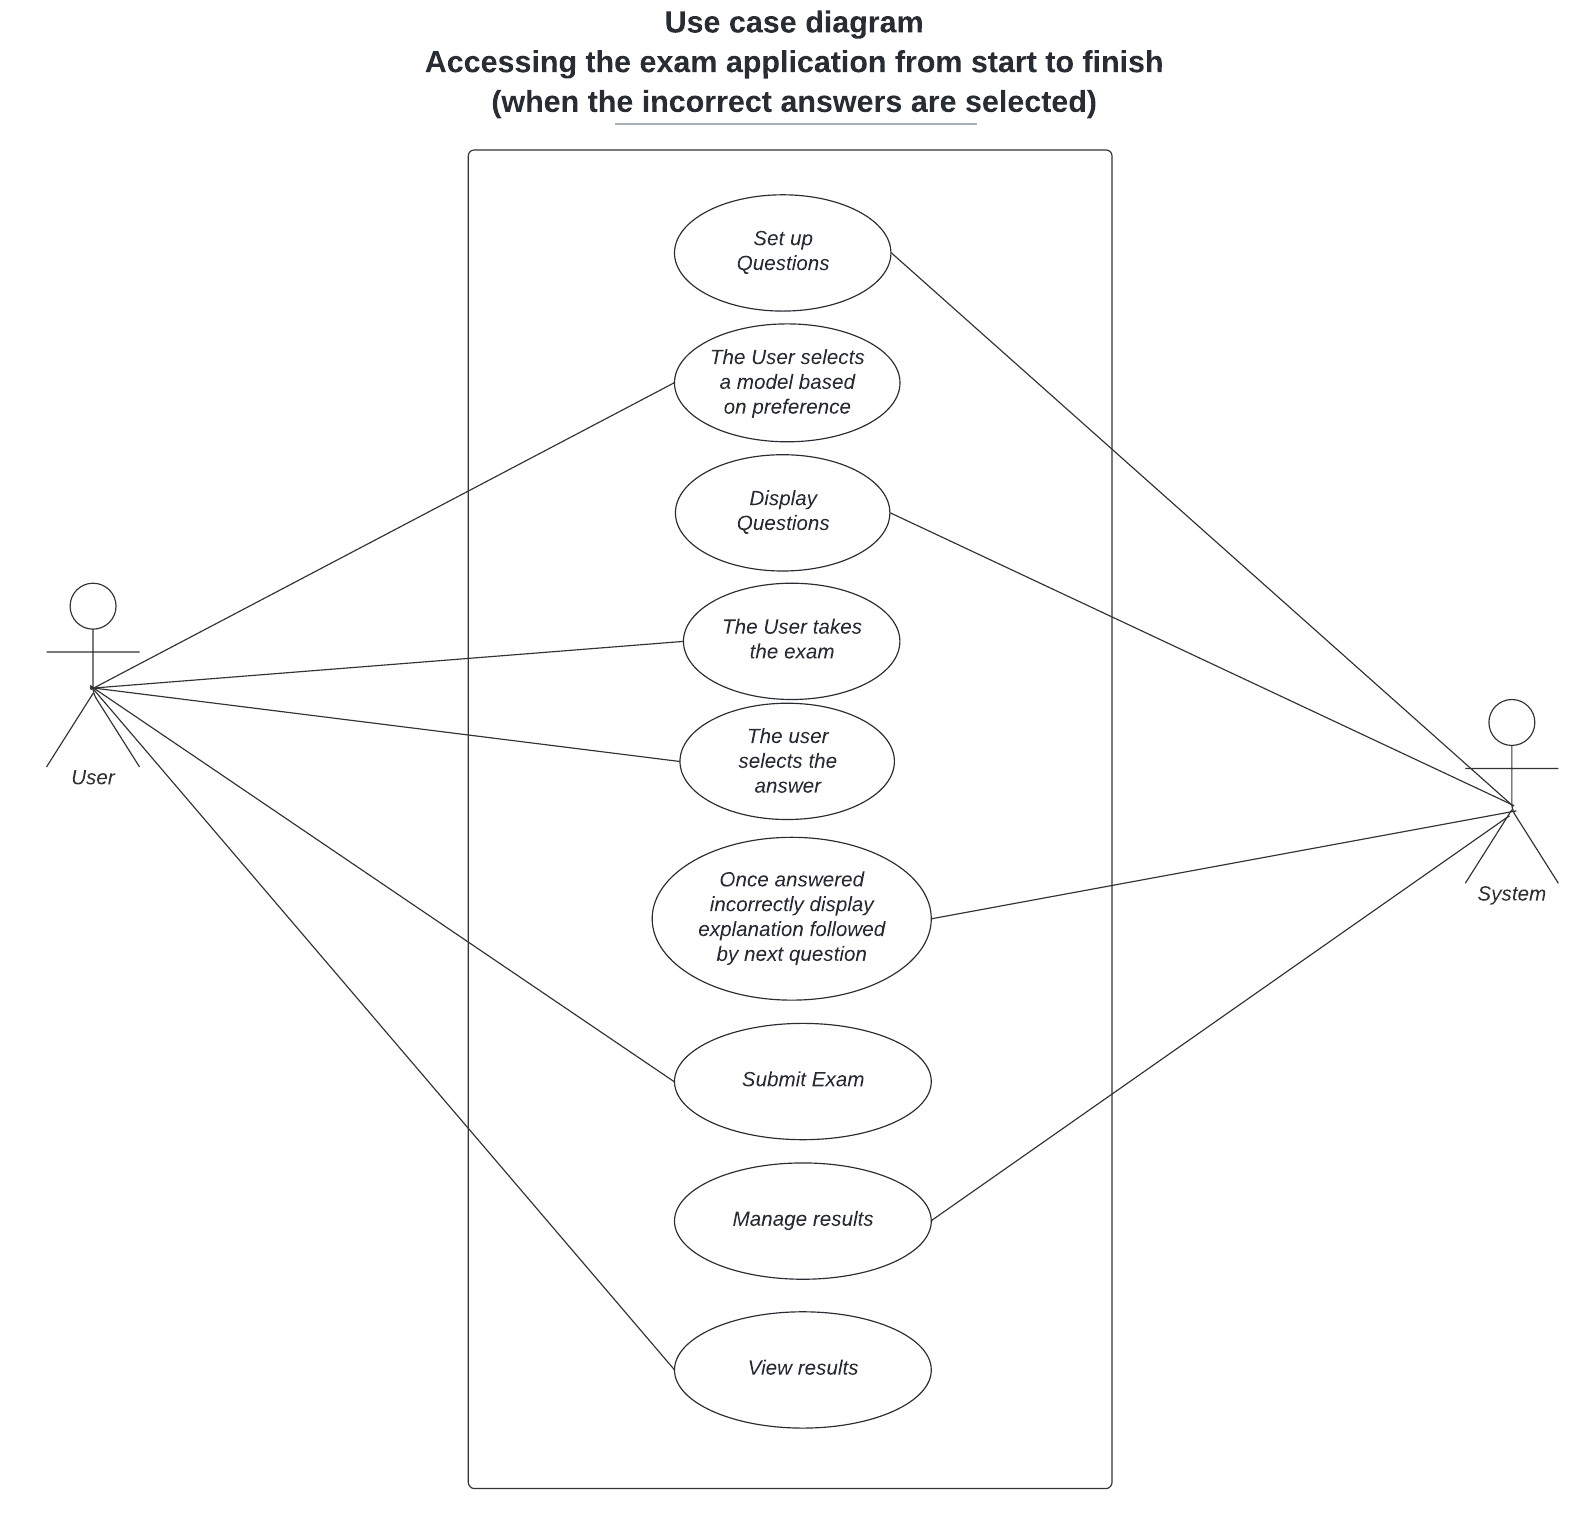 Use case diagram
Accessing the exam application from start to finish
(when the incorrect answers are selected)
Set up
Questions
The User selects
a model based
on preference
Display
Questions
The User takes
the exam
The user
selects the
answer
User
System
Once answered
incorrectly display
explanation followed
by next question
Submit Exam
Manage results
View results